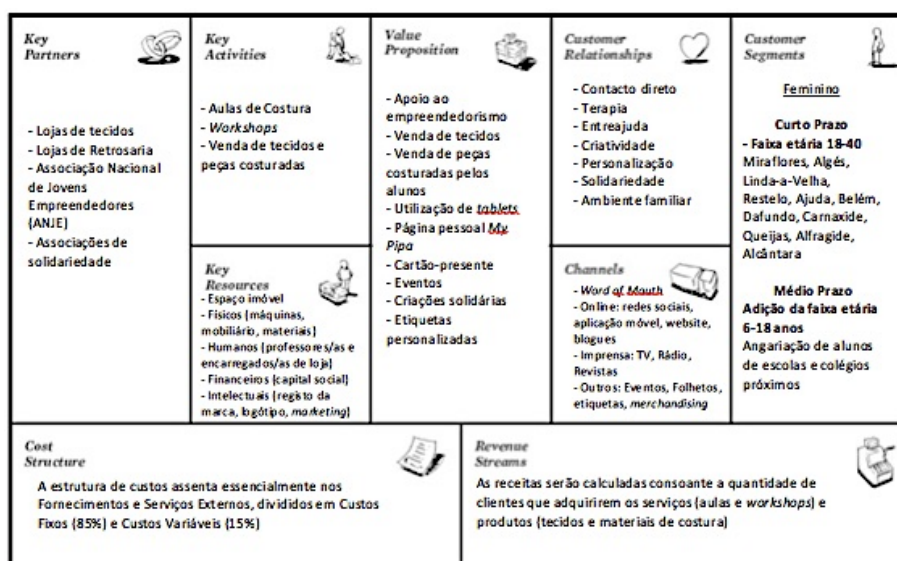 Key
Partners
- Lojas de tecidos
- Lojas de Retrosaria
- Associação Nacional
de Jovens
Empreendedores
(ANJE)
- Associações de
solidariedade
Key
Activities
- Aulas de Costura
- Workshops
- Venda de tecidos e
peças costuradas
Key
Resources
- Espaço imóvel
- Físicos (máquinas,
mobiliário, materiais)
- Humanos (professores/as e
encarregados/as de loja)
- Financeiros (capital social)
- Intelectuais (registo da
marca, logótipo, marketing)
Value
Proposition
- Apoio ao
empreendedorismo
- Venda de tecidos
- Venda de peças
costuradas pelos
alunos
- Utilização de tablets
- Página pessoal My
Pipa
- Cartão-presente
- Eventos
- Criações solidárias
- Etiquetas
personalizadas
Customer
Relationships
- Contacto direto
- Terapia
- Entreajuda
- Criatividade
- Personalização
- Solidariedade
- Ambiente familiar
Channels
- Word of Mouth
- Online: redes sociais,
aplicação móvel, website,
blogues
- Imprensa: TV, Rádio,
Revistas
- Outros: Eventos, Folhetos,
etiquetas, merchandising
Customer
Segments
Feminino
Curto Prazo
- Faixa etária 18-40
Miraflores, Algés,
Linda-a-Velha,
Restelo, Ajuda, Belém,
Dafundo, Carnaxide,
Queijas, Alfragide,
Alcântara
Médio Prazo
Adição da faixa etária
6-18 anos
Angariação de alunos
de escolas e colégios
próximos
Cost
Structure
A estrutura de custos assenta essencialmente nos
Fornecimentos e Serviços Externos, divididos em Custos
Fixos (85%) e Custos Variáveis (15%)
Revenue
Streams
As receitas serão calculadas consoante a quantidade de
clientes que adquirirem os serviços (aulas e workshops) e
produtos (tecidos e materiais de costura)